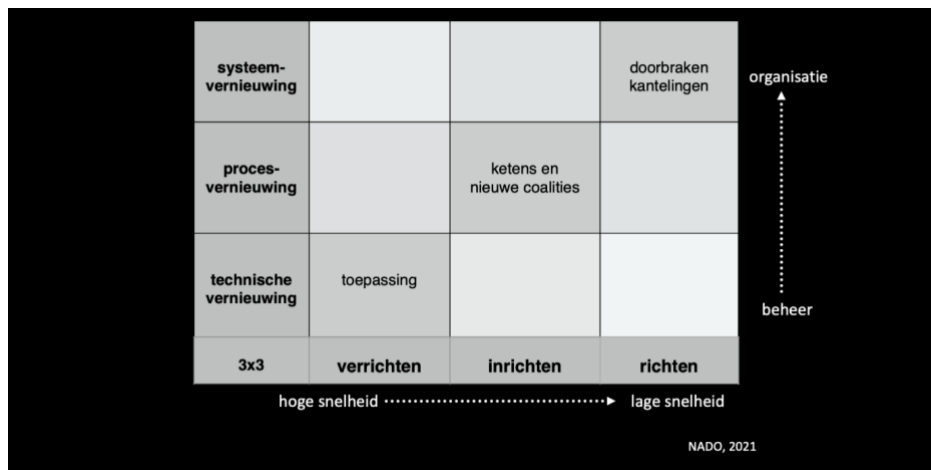 systeem-
vernieuwing
doorbraken
kantelingen
organisatie
proces-
vernieuwing
ketens en
nieuwe coalities
technische
vernieuwing
toepassing
beheer
3x3
verrichten
inrichten
richten
hoge snelheid
lage snelheid
NADO, 2021